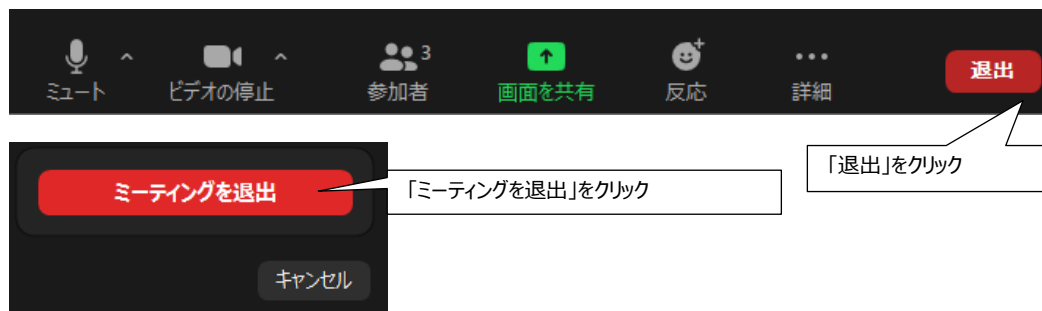 3
ミュート ビデオの停止 参加者 画面を共有 反応 詳細 退出
「退出」をクリック
ミーティングを退出 「ミーティングを退出」をクリック
キャンセル